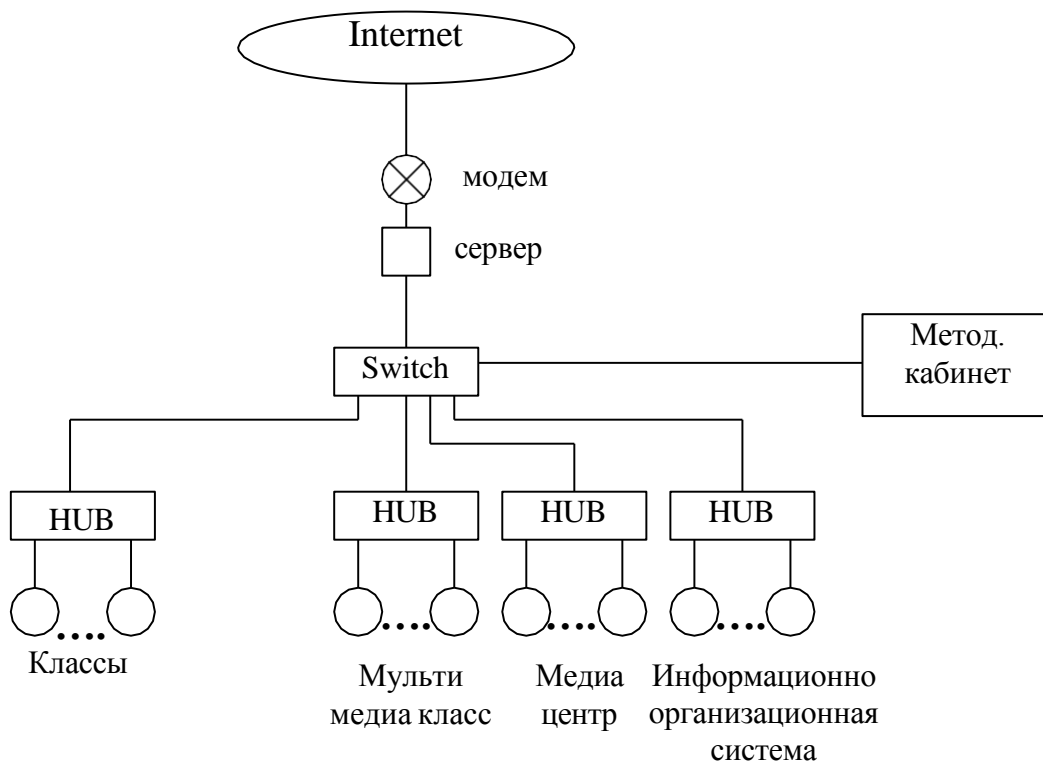 Internet
модем
сервер
Switch
Метод.
кабинет
HUB
HUB
HUB
HUB
Классы
Мульти
медиа класс
Медиа
центр
Информационно
организационная
система